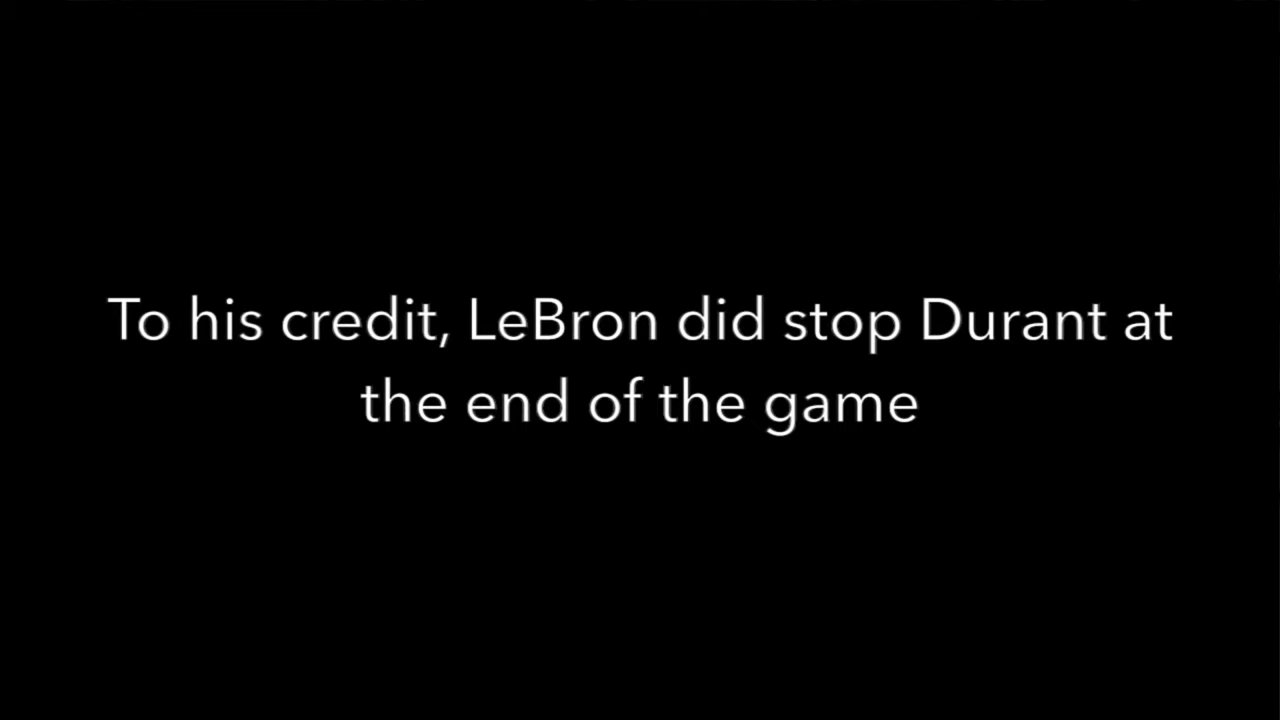 To his credit, LeBron did stop Durant at
the end of the game